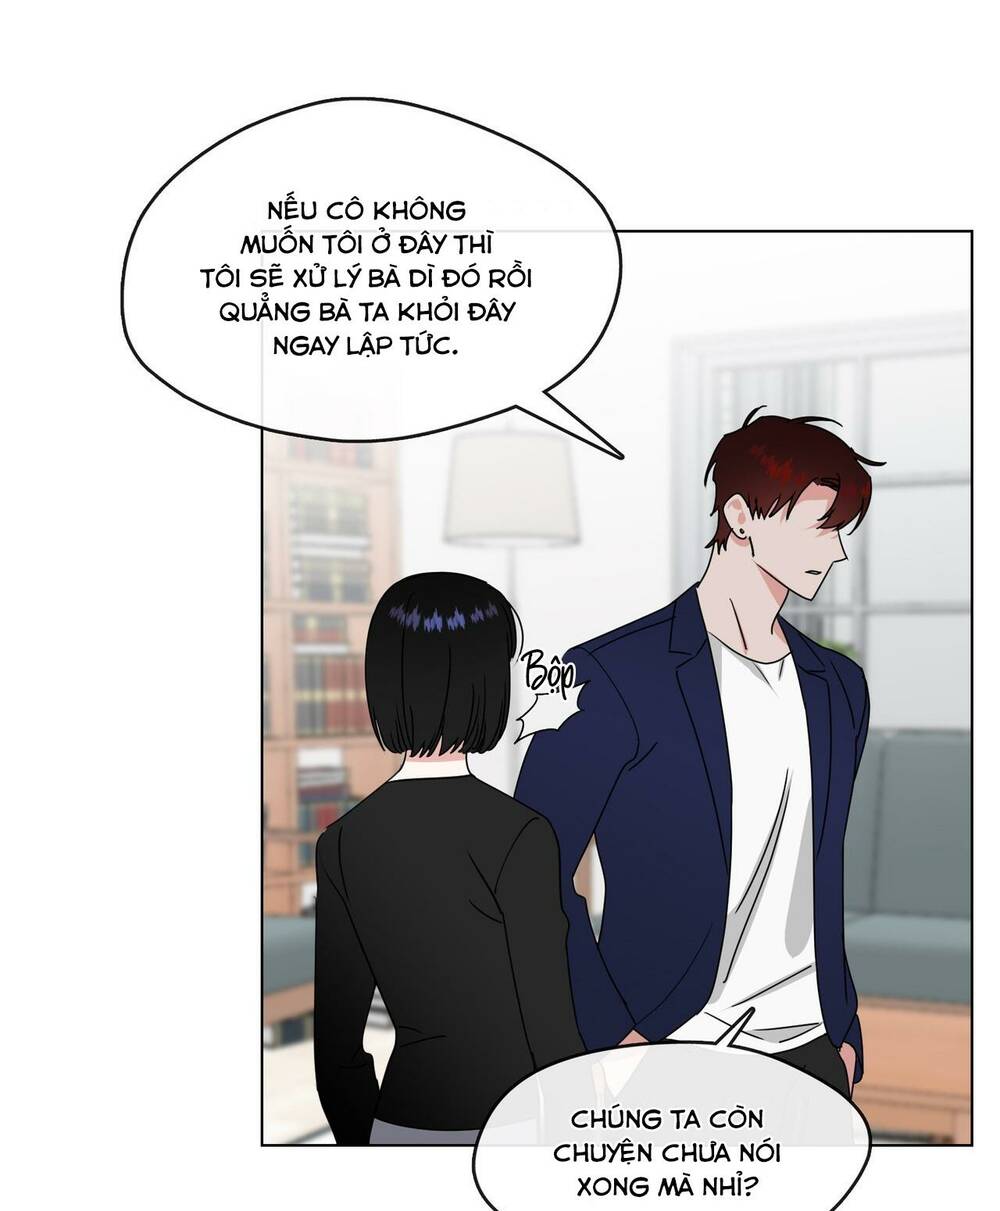 NẾU CÔ KHÔNG
MUỐN TÔI Ở ĐÂY THÌ
TÔI SẼ XỬ LÝ BÀ DÌ ĐÓ RỒI
QUẲNG BÀ TA KHỎI ĐÂY
NGAY LẬP TỨC.
Bộp
CHÚNG TA CÒN
CHUYỆN CHƯA NÓI
XONG MÀ NHỈ?